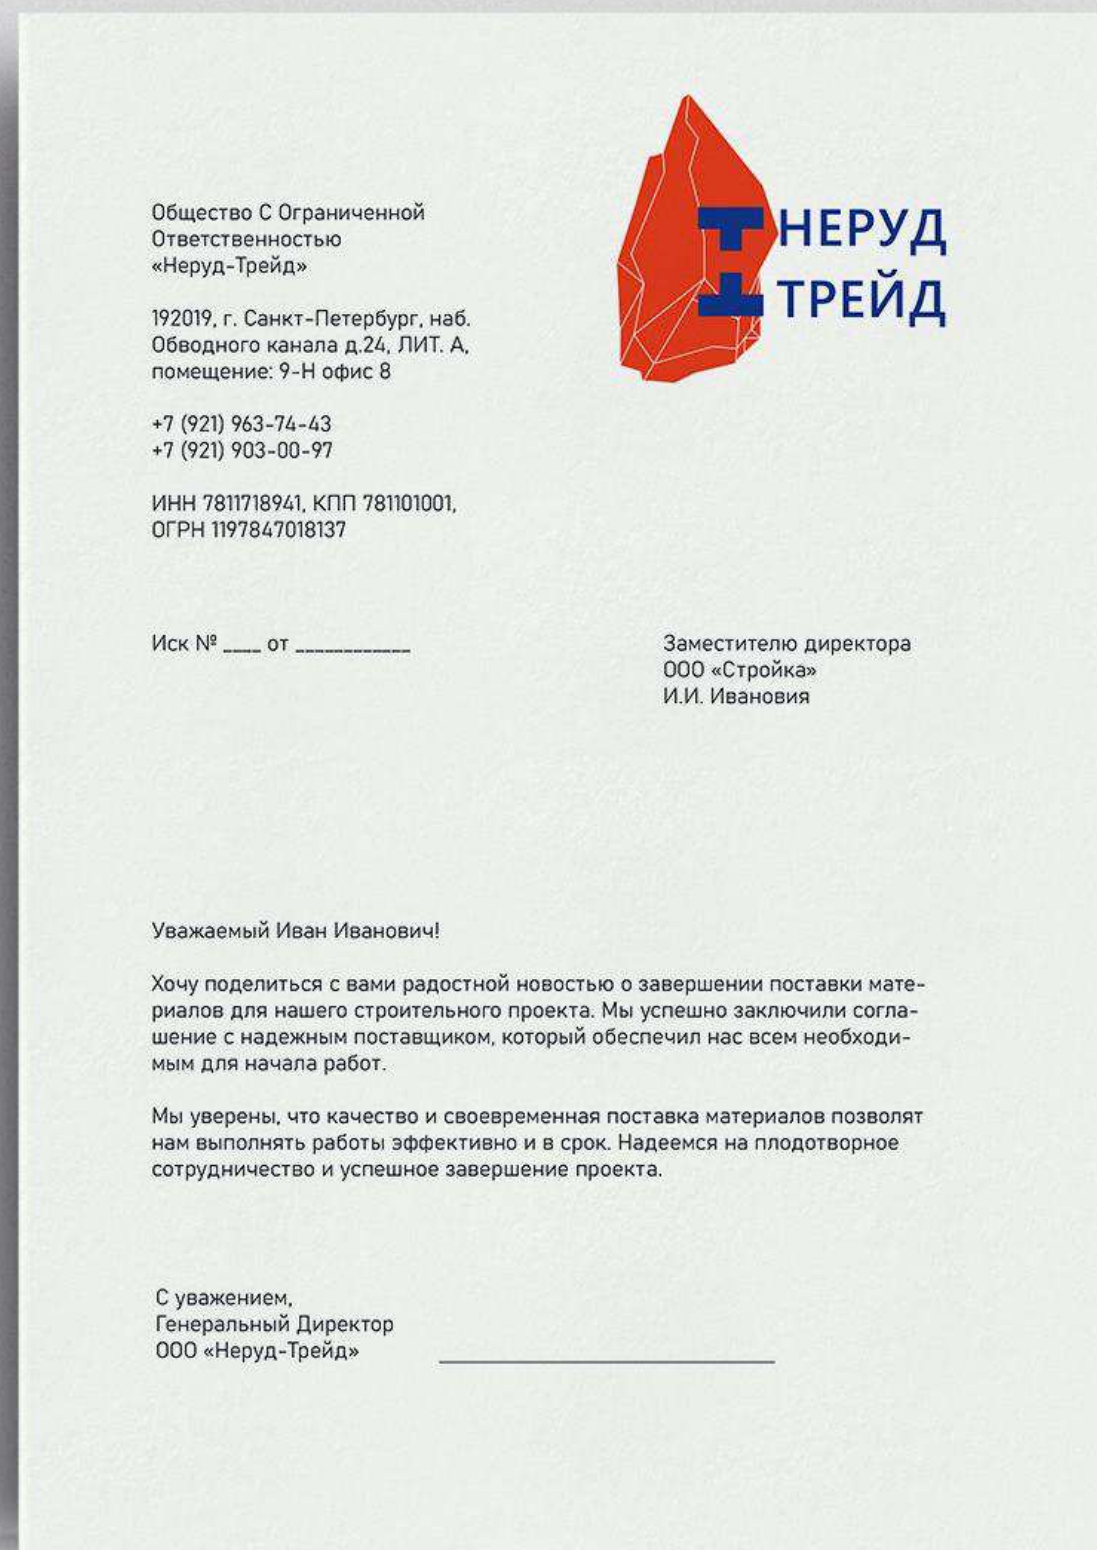 Общество С Ограниченной
Ответственностью
«Неруд-Трейд»
192019, г. Санкт-Петербург, наб.
Обводного канала д.24, ЛИТ. А,
помещение: 9-Н офис 8
+7 (921) 963-74-43
+7 (921) 903-00-97
ИНН 7811718941, КПП 781101001,
ОГРН 1197847018137
НЕРУД
ТРЕЙД
Иск № ____ от ____________
Заместителю директора
ООО «Стройка»
И.И. Ивановия
Уважаемый Иван Иванович!
Хочу поделиться с вами радостной новостью о завершении поставки мате-
риалов для нашего строительного проекта. Мы успешно заключили согла-
шение с надежным поставщиком, который обеспечил нас всем необходи-
мым для начала работ.
Мы уверены, что качество и своевременная поставка материалов позволят
нам выполнять работы эффективно и в срок. Надеемся на плодотворное
сотрудничество и успешное завершение проекта.
С уважением,
Генеральный Директор
ООО «Неруд-Трейд»